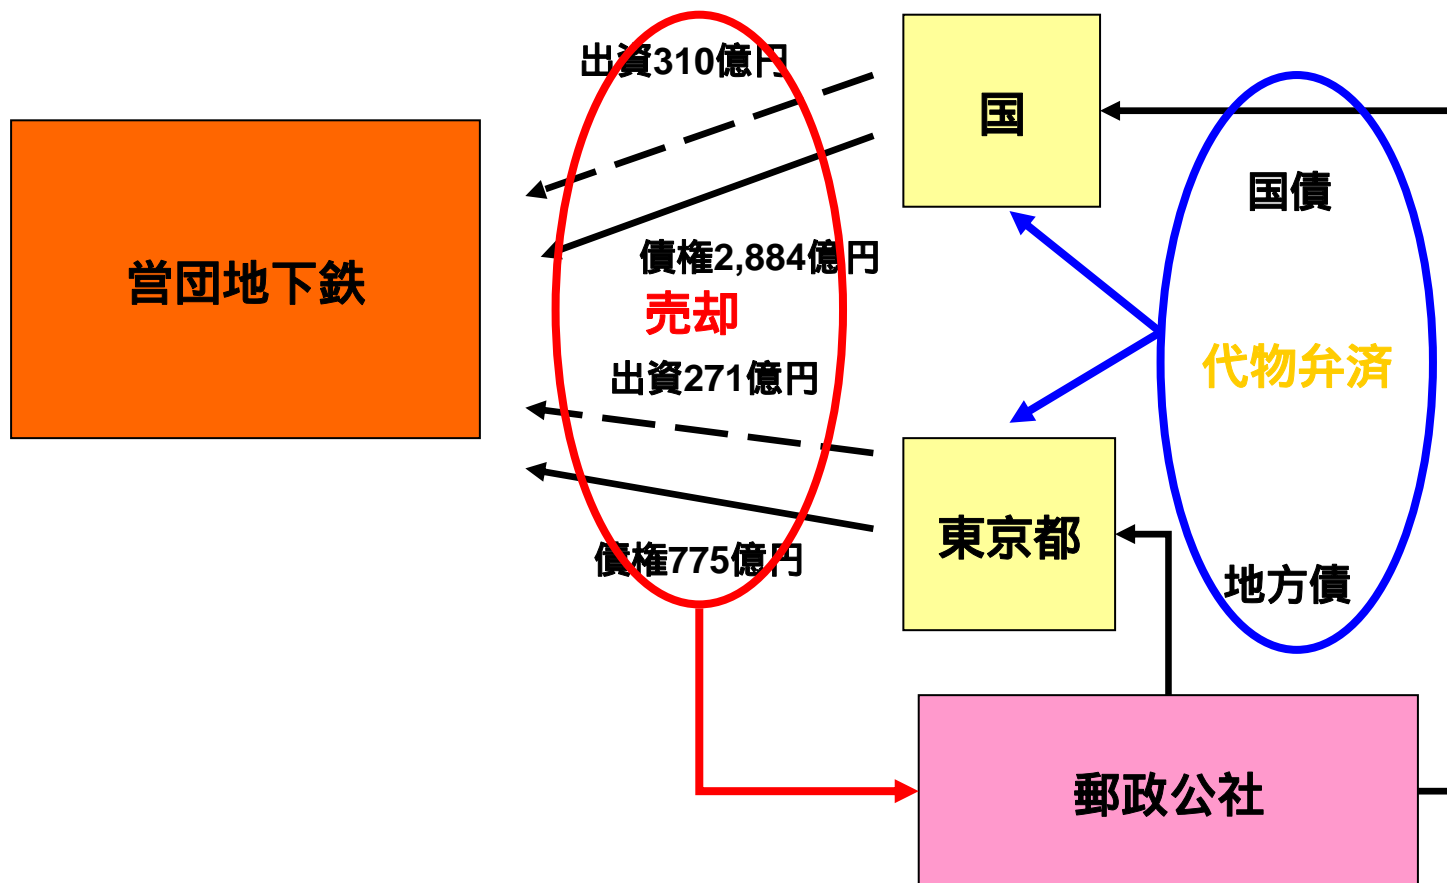 出資310億円
国
国債
営団地下鉄
債権2,884億円
売却
代物弁済
出資271億円
東京都
債権775億円
地方債
郵政公社